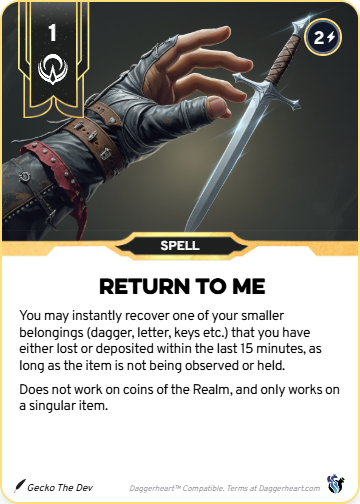 1
2
SPELL
RETURN TO ME
You may instantly recover one of your smaller
belongings (dagger, letter, keys etc.) that you have
either lost or deposited within the last 15 minutes, as
long as the item is not being observed or held.
Does not work on coins of the Realm, and only works on
a singular item.
Gecko The Dev
Daggerheart™ Compatible. Terms at Daggerheart.com